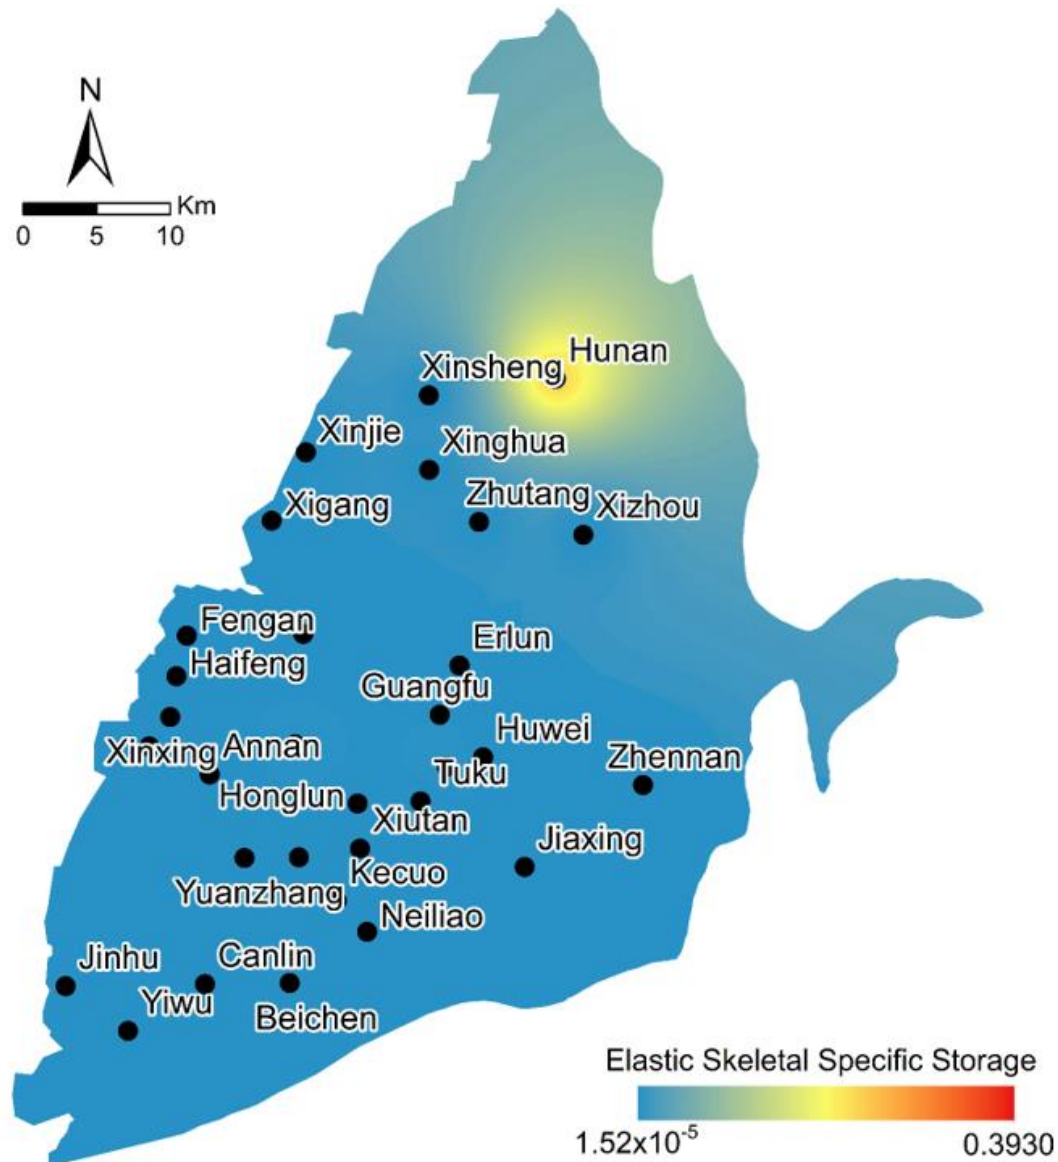 N
Km
0 5 10
Hunan
Xinsheng
Xinjie
Xinghua
Zhutang
Xizhou
Xigang
Fengan
Erlun
Haifeng
Guangfu
Huwei
Xinxing
Annan
Zhennan
Tuku
Honglun
Xiutan
Jiaxing
Kecuo
Yuanzhang
Neiliao
Jinhu
Canlin
Yiwu
Beichen
Elastic Skeletal Specific Storage
1.52x10⁻⁵ 0.3930